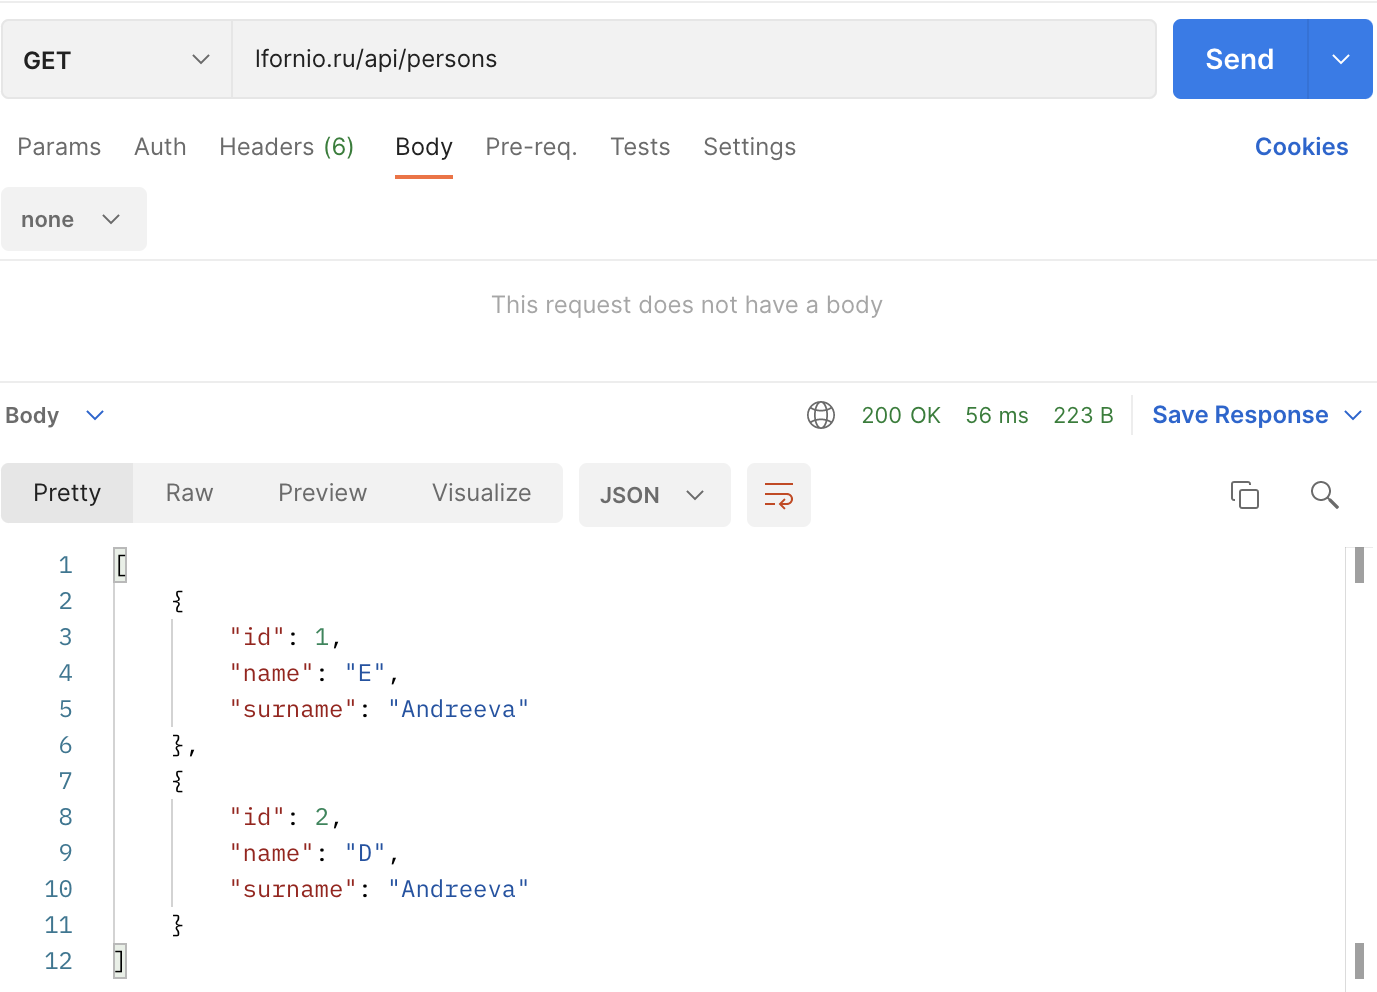 GET lfornio.ru/api/persons Send
Params Auth Headers (6) Body Pre-req. Tests Settings Cookies
none
This request does not have a body
Body 200 OK 56 ms 223 B Save Response
Pretty Raw Preview Visualize JSON
1 [
2 {
3 "id": 1,
4 "name": "E",
5 "surname": "Andreeva"
6 },
7 {
8 "id": 2,
9 "name": "D",
10 "surname": "Andreeva"
11 }
12 ]